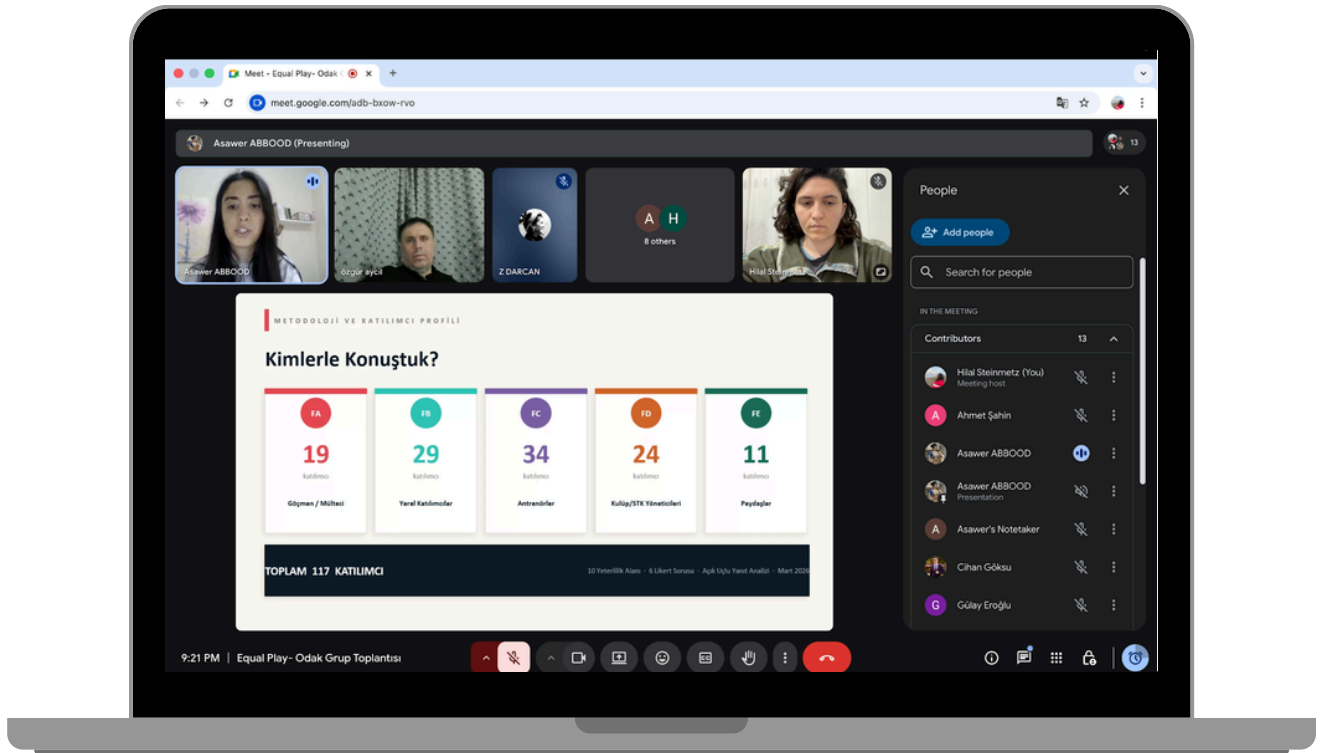 Meet - Equal Play- Odak G
meet.google.com/adb-bxow-rvo
Asawer ABBOOD (Presenting)
13
Asawer ABBOOD
özgür aycil
Z DARCAN
A H
8 others
Hilal Steinmetz
METODOLOJİ VE KATILIMCI PROFİLİ
Kimlerle Konuştuk?
FA
19
katılımcı
Göçmen / Mülteci
FB
29
katılımcı
Yerel Katılımcılar
FC
34
katılımcı
Antrenörler
FD
24
katılımcı
Kulüp/STK Yöneticileri
FE
11
katılımcı
Paydaşlar
TOPLAM 117 KATILIMCI
10 Yeterlilik Alanı · 6 Likert Sorusu · Açık Uçlu Yanıt Analizi · Mart 2026
People
Add people
Search for people
IN THE MEETING
Contributors 13
Hilal Steinmetz (You)
Meeting host
A Ahmet Şahin
Asawer ABBOOD
Asawer ABBOOD
Presentation
A Asawer's Notetaker
Cihan Göksu
G Gülay Eroğlu
9:21 PM | Equal Play- Odak Grup Toplantısı